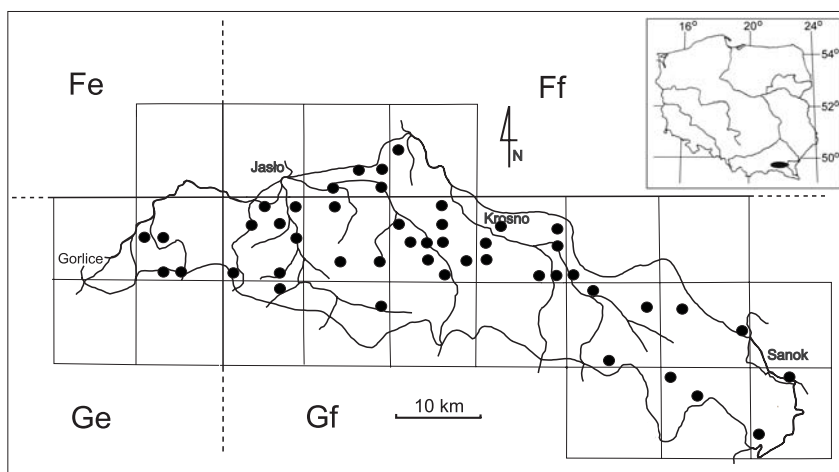 16° 20° 24°
54°
52°
50°
Fe
Ff
N
Jasło
Krosno
Gorlice
Sanok
Ge
Gf
10 km